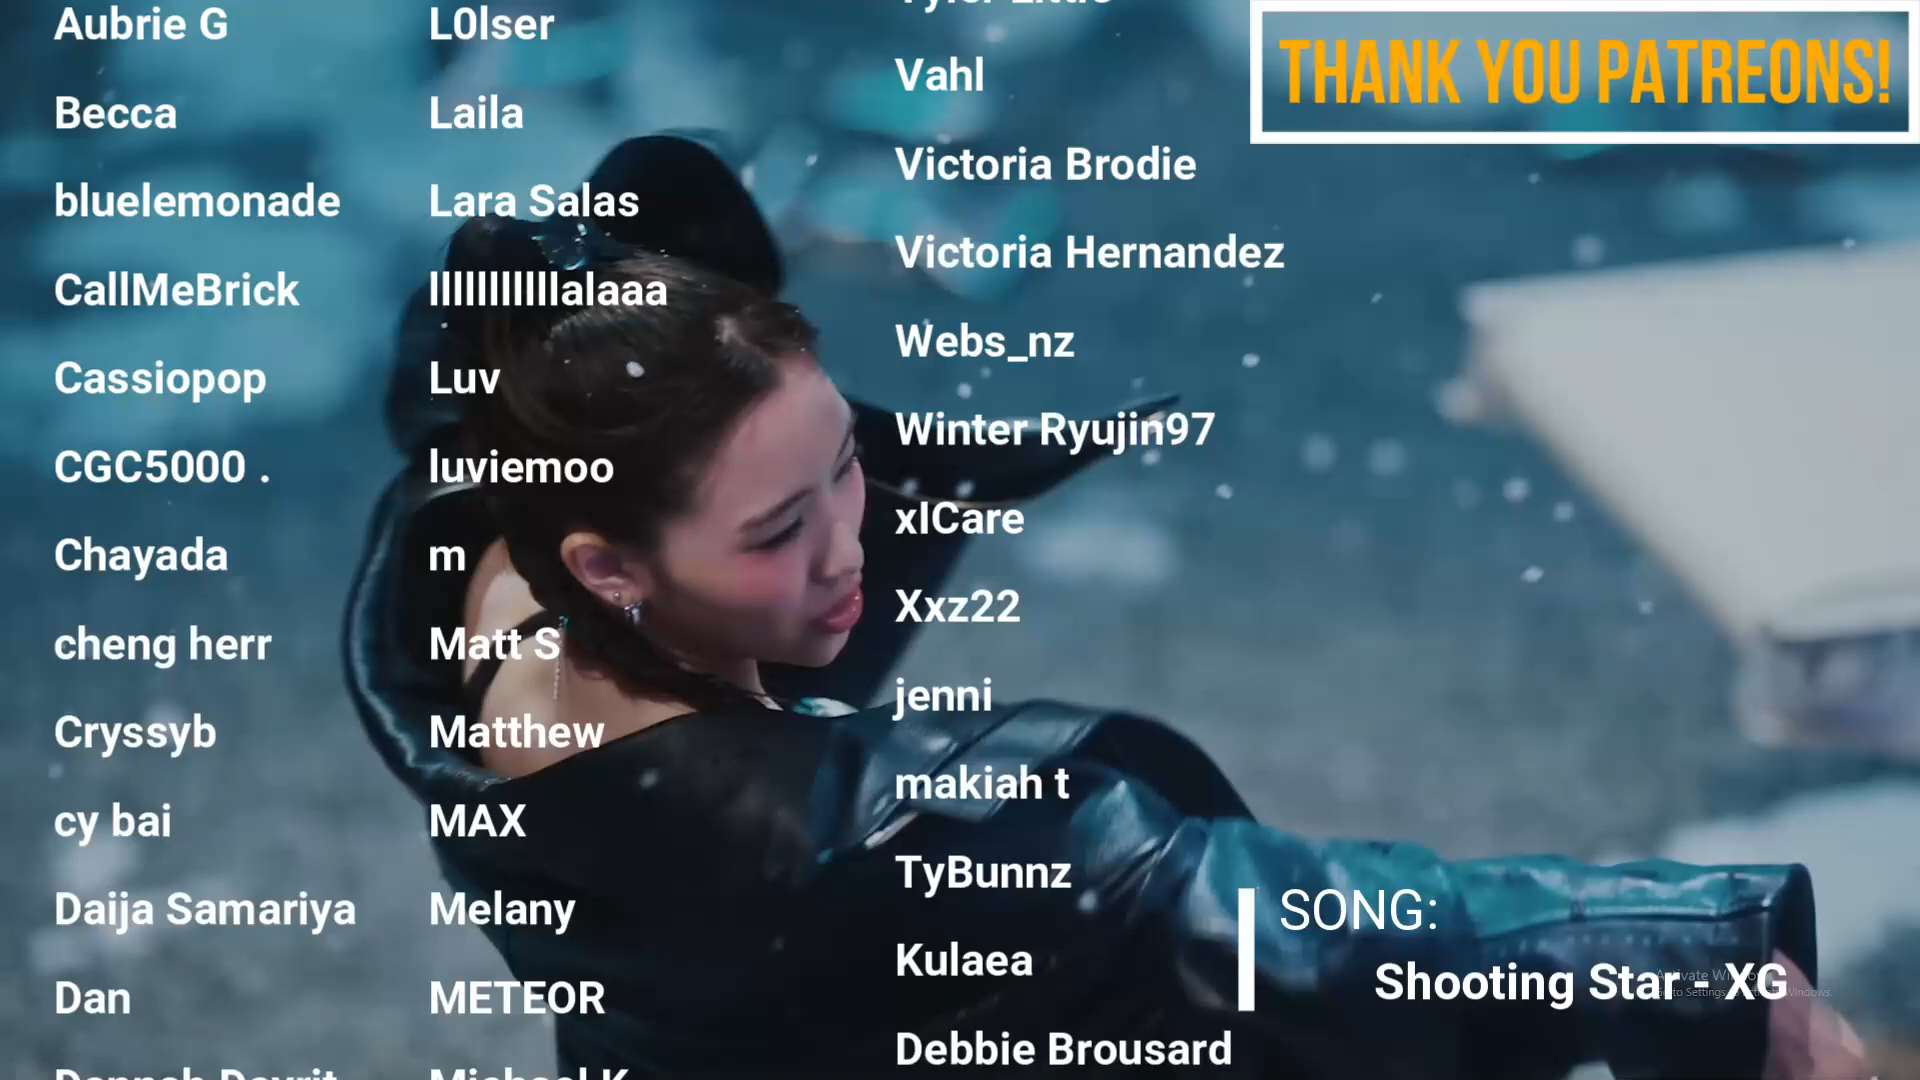 Aubrie G
Becca
bluelemonade
CallMeBrick
Cassiopop
CGC5000 .
Chayada
cheng herr
Cryssyb
cy bai
Daija Samariya
Dan
L0lser
Laila
Lara Salas
lllllllllllalaaa
Luv
luviemoo
m
Matt S
Matthew
MAX
Melany
METEOR
Vahl
Victoria Brodie
Victoria Hernandez
Webs_nz
Winter Ryujin97
xICare
Xxz22
jenni
makiah t
TyBunnz
Kulaea
Debbie Brousard
THANK YOU PATREONS!
SONG:
Shooting Star - XG